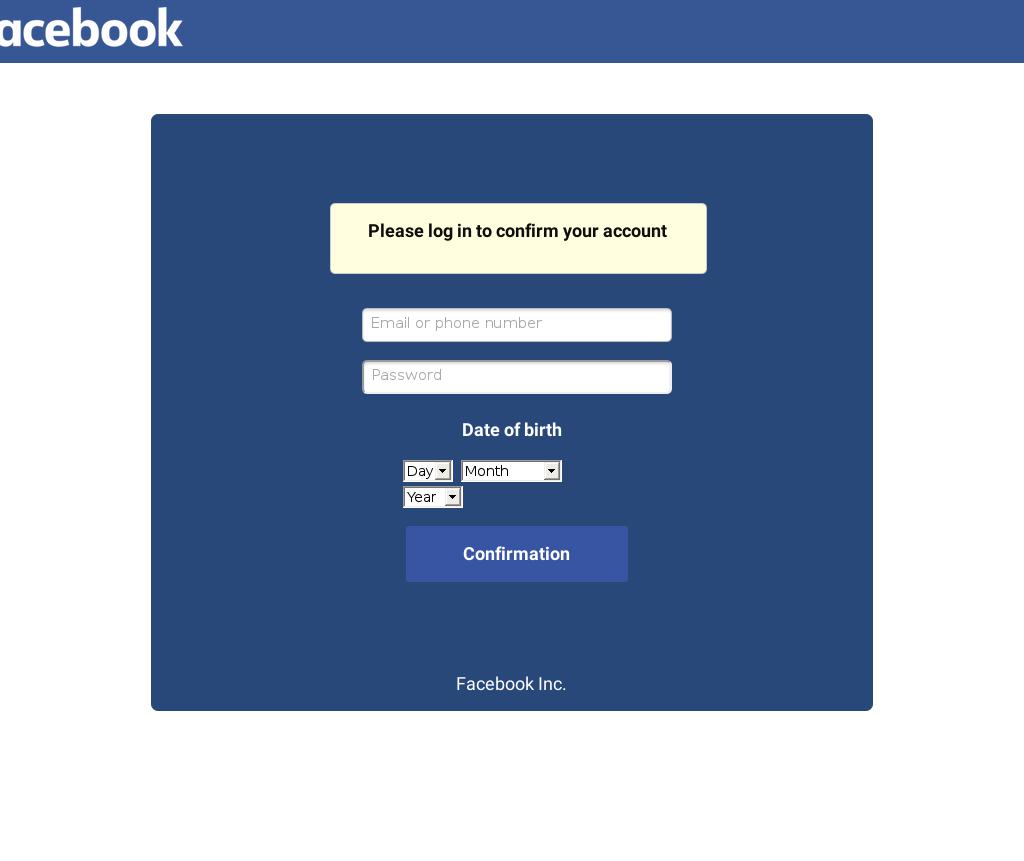 acebook
Please log in to confirm your account
Email or phone number
Password
Date of birth
Day Month
Year
Confirmation
Facebook Inc.